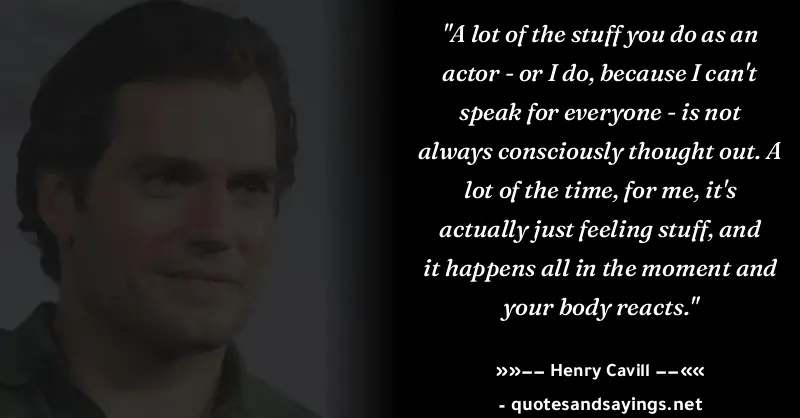 "A lot of the stuff you do as an
actor - or I do, because I can't
speak for everyone - is not
always consciously thought out. A
lot of the time, for me, it's
actually just feeling stuff, and
it happens all in the moment and
your body reacts."
»»−− Henry Cavill −−««
- quotesandsayings.net